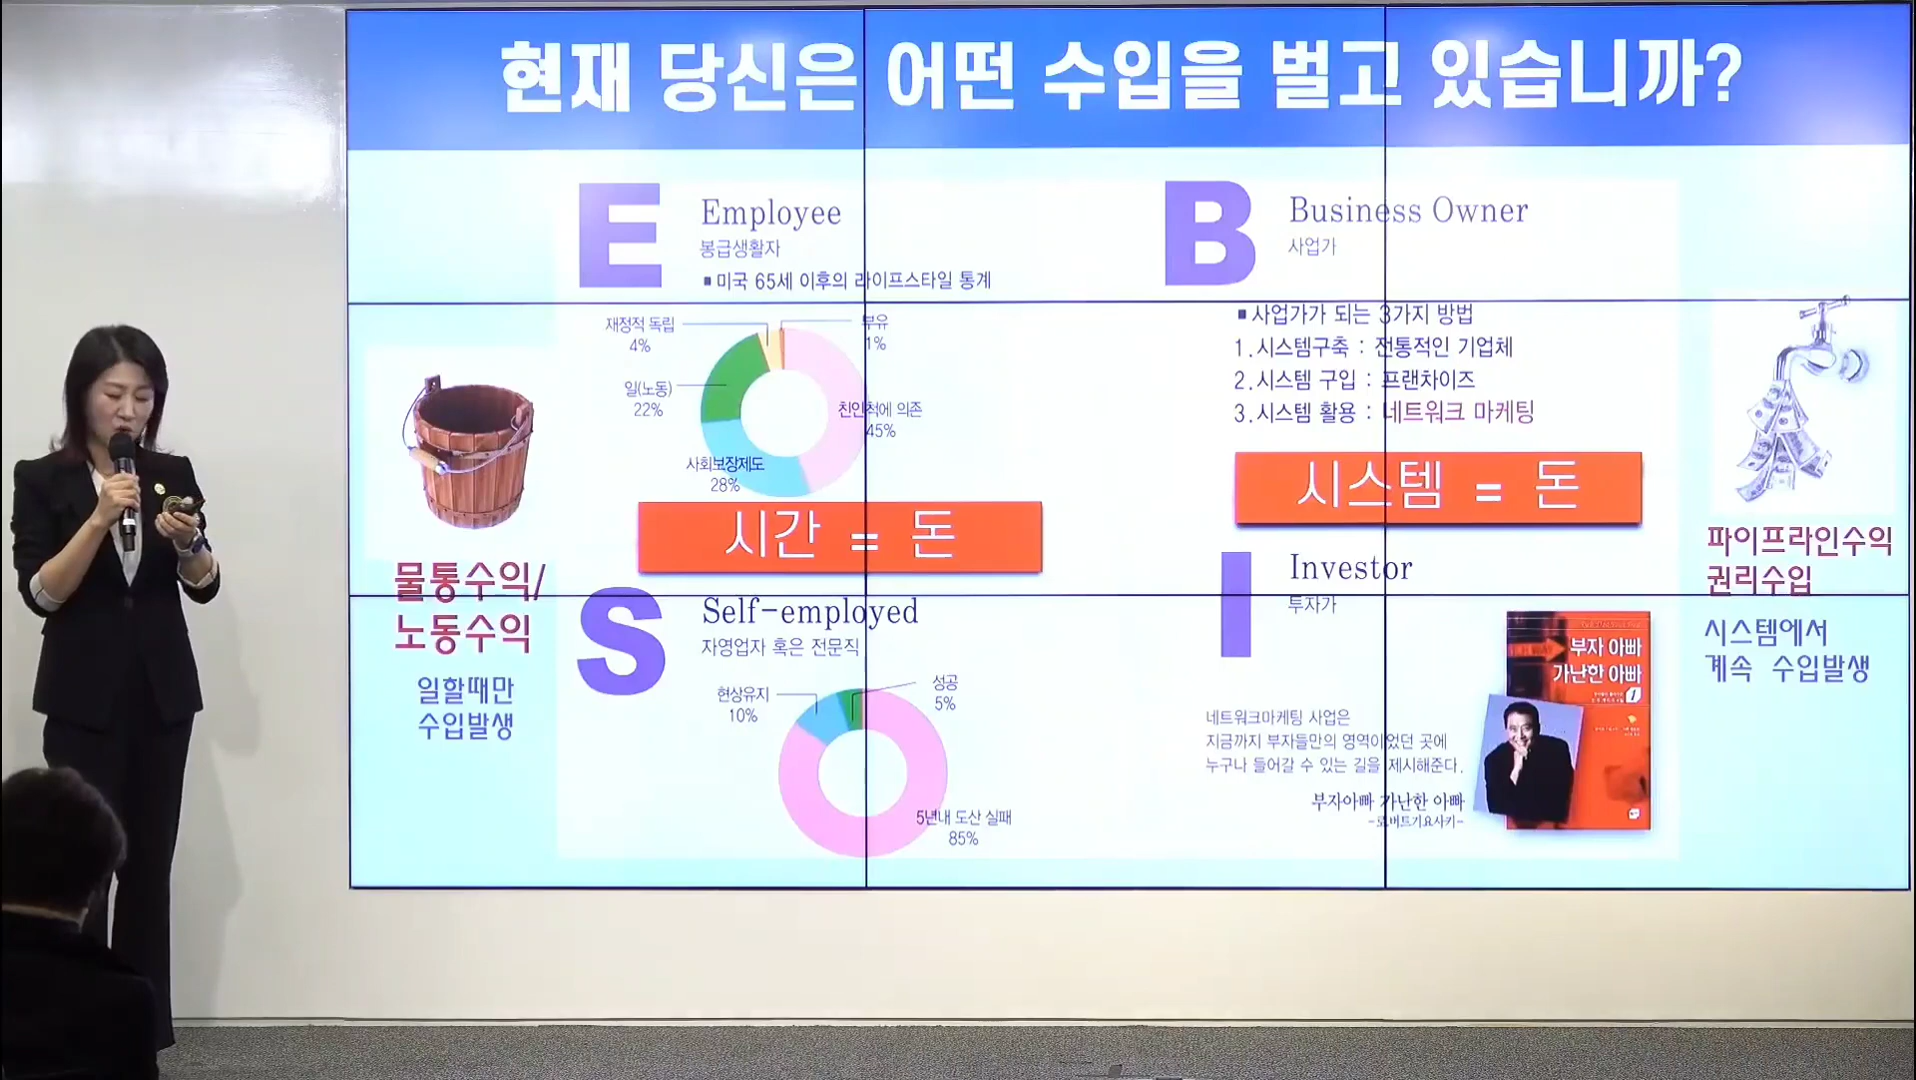 현재 당신은 어떤 수입을 벌고 있습니까?
E
Employee
봉급생활자
■ 미국 65세 이후의 라이프스타일 통계
재정적 독립
4%
부유
1%
일(노동)
22%
친인척에 의존
45%
사회보장제도
28%
시간 = 돈
물통수익/
노동수익
일할때만
수입발생
S
Self-employed
자영업자 혹은 전문직
현상유지
10%
성공
5%
5년내 도산 실패
85%
B
Business Owner
사업가
■ 사업가가 되는 3가지 방법
1.시스템구축 : 전통적인 기업체
2.시스템 구입 : 프랜차이즈
3.시스템 활용 : 네트워크 마케팅
시스템 = 돈
I
Investor
투자가
네트워크마케팅 사업은
지금까지 부자들만의 영역이었던 곳에
누구나 들어갈 수 있는 길을 제시해준다.
부자아빠 가난한 아빠
-로버트기요사키-
부자 아빠
가난한 아빠
1
파이프라인수익
권리수입
시스템에서
계속 수입발생